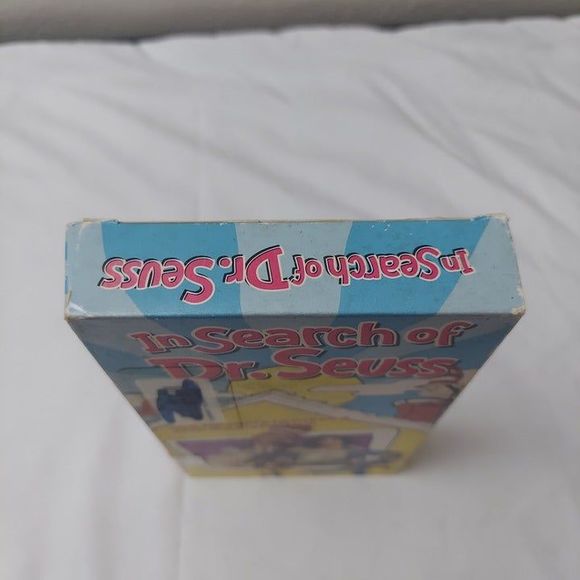 In Search of Dr. Seuss
In Search of
Dr. Seuss